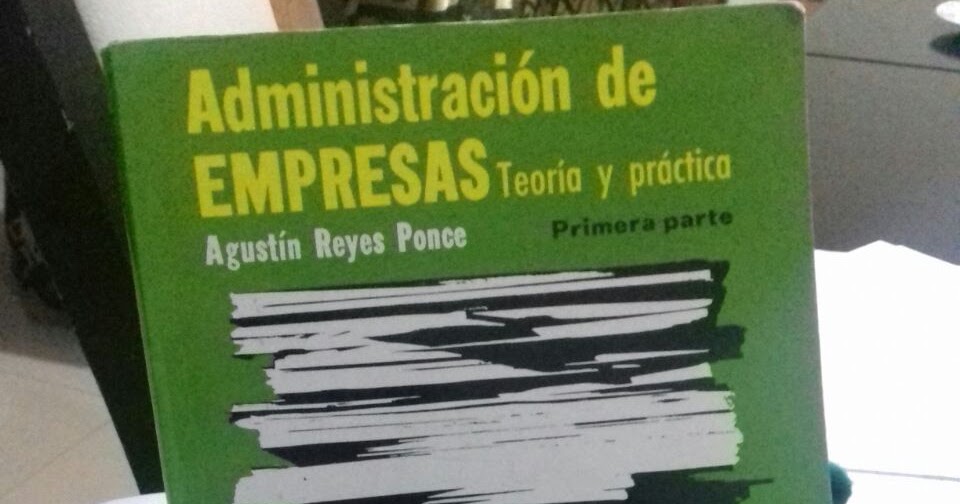 Administración de
EMPRESAS Teoría y práctica
Agustín Reyes Ponce Primera parte